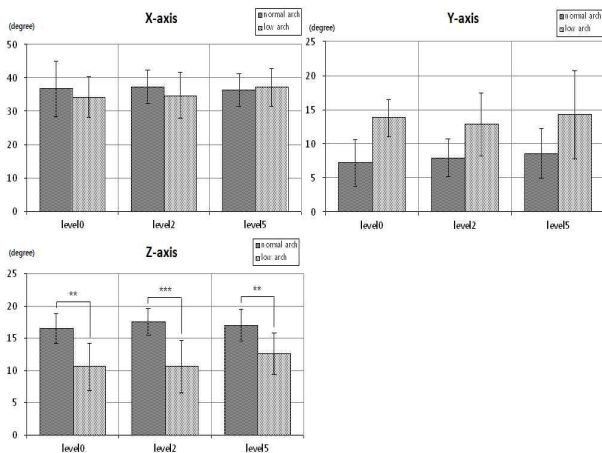 X-axis
(degree)
normal arch
low arch
50
40
30
20
10
0
level0 level2 level5
Y-axis
(degree)
normal arch
low arch
25
20
15
10
5
0
level0 level2 level5
Z-axis
(degree)
normal arch
low arch
25
20
15
10
5
0
** *** **
level0 level2 level5